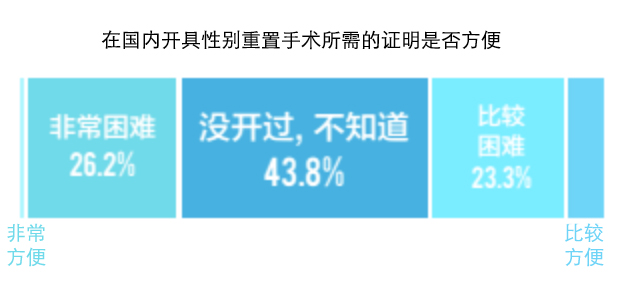 在国内开具性别重置手术所需的证明是否方便
非常困难
26.2%
没开过, 不知道
43.8%
比较
困难
23.3%
非常
方便
比较
方便